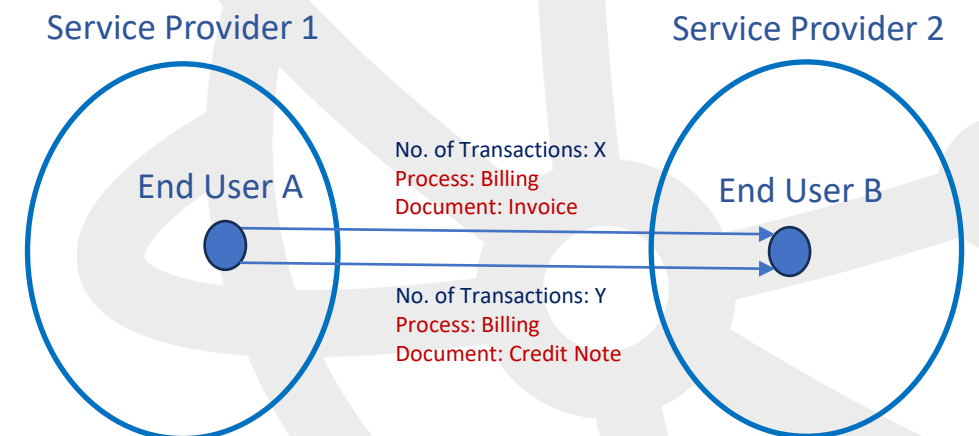 Service Provider 1
Service Provider 2
End User A
End User B
No. of Transactions: X
Process: Billing
Document: Invoice
No. of Transactions: Y
Process: Billing
Document: Credit Note